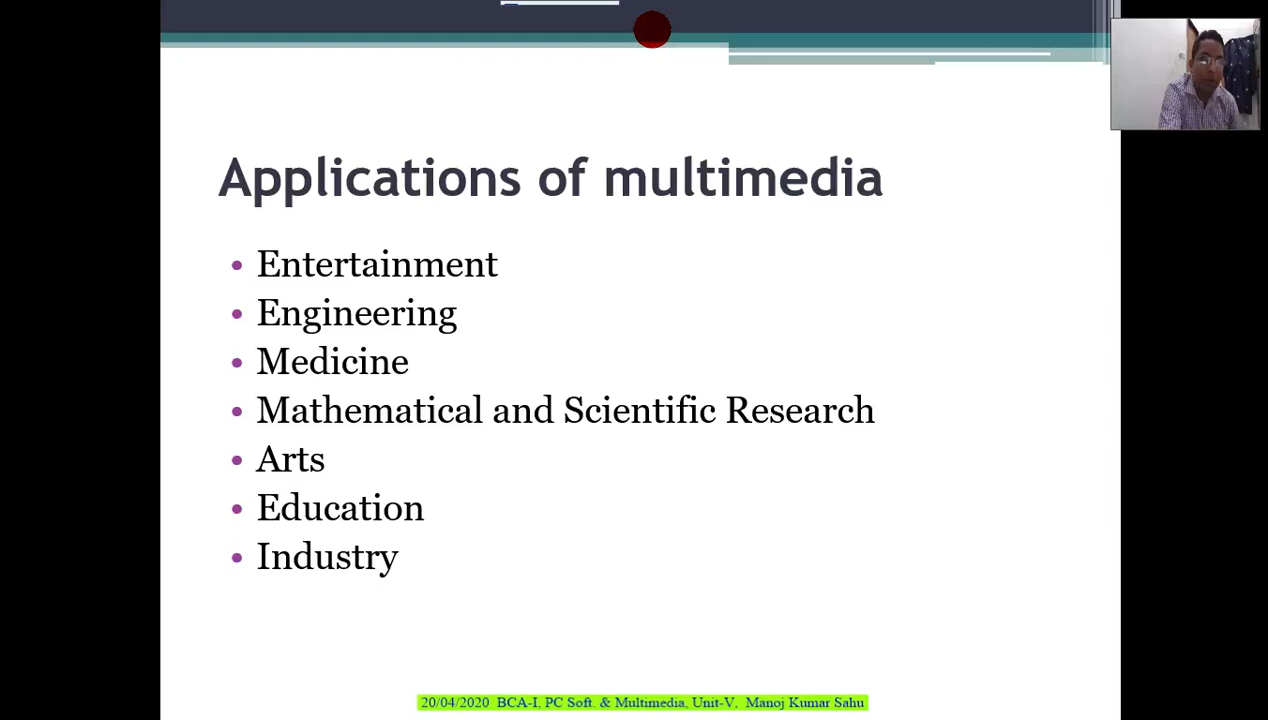 Applications of multimedia
• Entertainment
• Engineering
• Medicine
• Mathematical and Scientific Research
• Arts
• Education
• Industry
20/04/2020 BCA-I, PC Soft. & Multimedia, Unit-V, Manoj Kumar Sahu